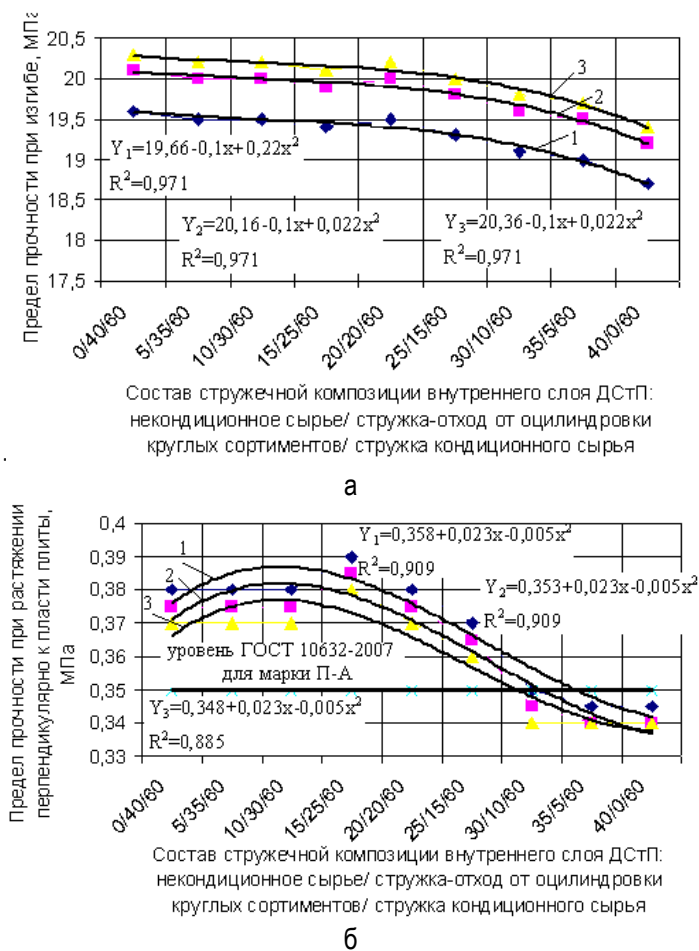 Предел прочности при изгибе, МПа
20,5
20
19,5
19
18,5
18
17,5
3
2
1
Y₁=19,66-0,1x+0,22x²
R²=0,971
Y₂=20,16-0,1x+0,022x²
R²=0,971
Y₃=20,36-0,1x+0,022x²
R²=0,971
0/40/60
5/35/60
10/30/60
15/25/60
20/20/60
25/15/60
30/10/60
35/5/60
40/0/60
Состав стружечной композиции внутреннего слоя ДСтП:
некондиционное сырье/ стружка-отход от оцилиндровки
круглых сортиментов/ стружка кондиционного сырья
а
Предел прочности при растяжении
перпендикулярно к пласти плиты,
МПа
0,4
0,39
0,38
0,37
0,36
0,35
0,34
0,33
1
2
3
Y₁=0,358+0,023x-0,005x²
R²=0,909
Y₂=0,353+0,023x-0,005x²
R²=0,909
уровень ГОСТ 10632-2007
для марки П-А
Y₃=0,348+0,023x-0,005x²
R²=0,885
0/40/60
5/35/60
10/30/60
15/25/60
20/20/60
25/15/60
30/10/60
35/5/60
40/0/60
Состав стружечной композиции внутреннего слоя ДСтП:
некондиционное сырье/ стружка-отход от оцилиндровки
круглых сортиментов/ стружка кондиционного сырья
б